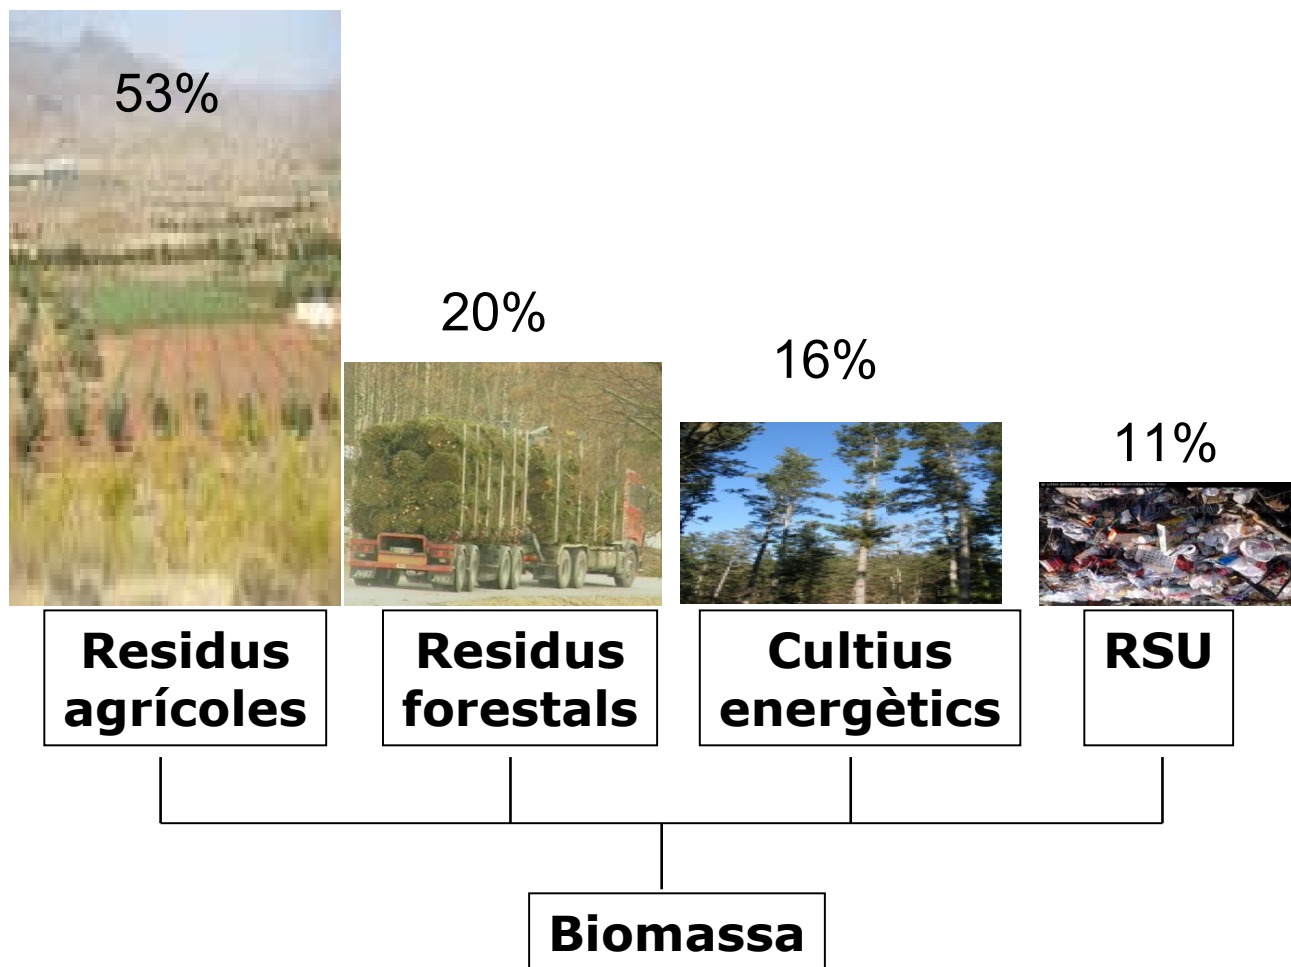 53%
20%
16%
11%
Residus
agrícoles
Residus
forestals
Cultius
energètics
RSU
Biomassa